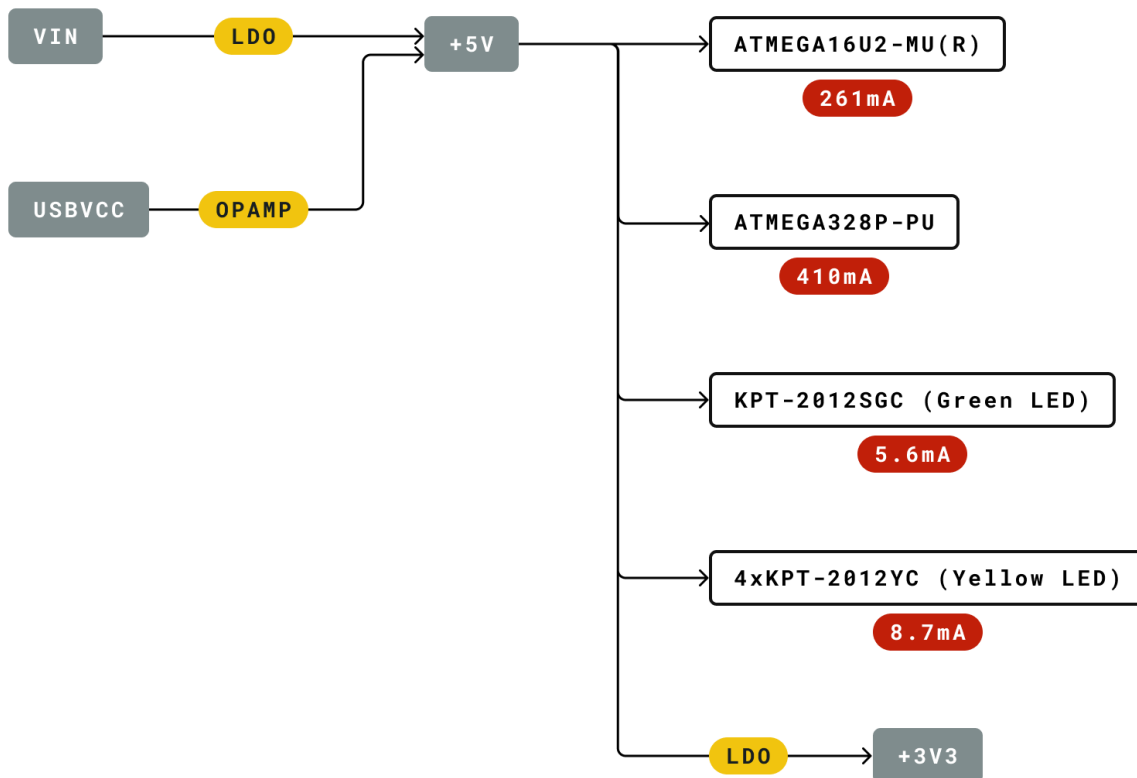 VIN
LDO
+5V
ATMEGA16U2-MU(R)
261mA
USBVCC
OPAMP
ATMEGA328P-PU
410mA
KPT-2012SGC (Green LED)
5.6mA
4xKPT-2012YC (Yellow LED)
8.7mA
LDO
+3V3